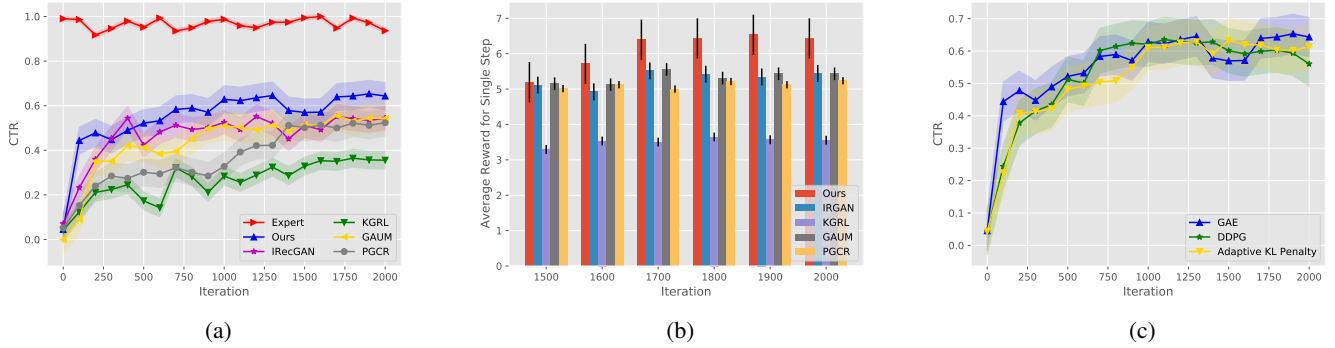 1.0
0.8
0.6
0.4
0.2
0.0
CTR
0 250 500 750 1000 1250 1500 1750 2000
Iteration
Expert
Ours
IRecGAN
KGRL
GAUM
PGCR
(a)
7
6
5
4
3
2
1
0
Average Reward for Single Step
1500 1600 1700 1800 1900 2000
Iteration
Ours
IRGAN
KGRL
GAUM
PGCR
(b)
0.7
0.6
0.5
0.4
0.3
0.2
0.1
0.0
CTR
0 250 500 750 1000 1250 1500 1750 2000
Iteration
GAE
DDPG
Adaptive KL Penalty
(c)